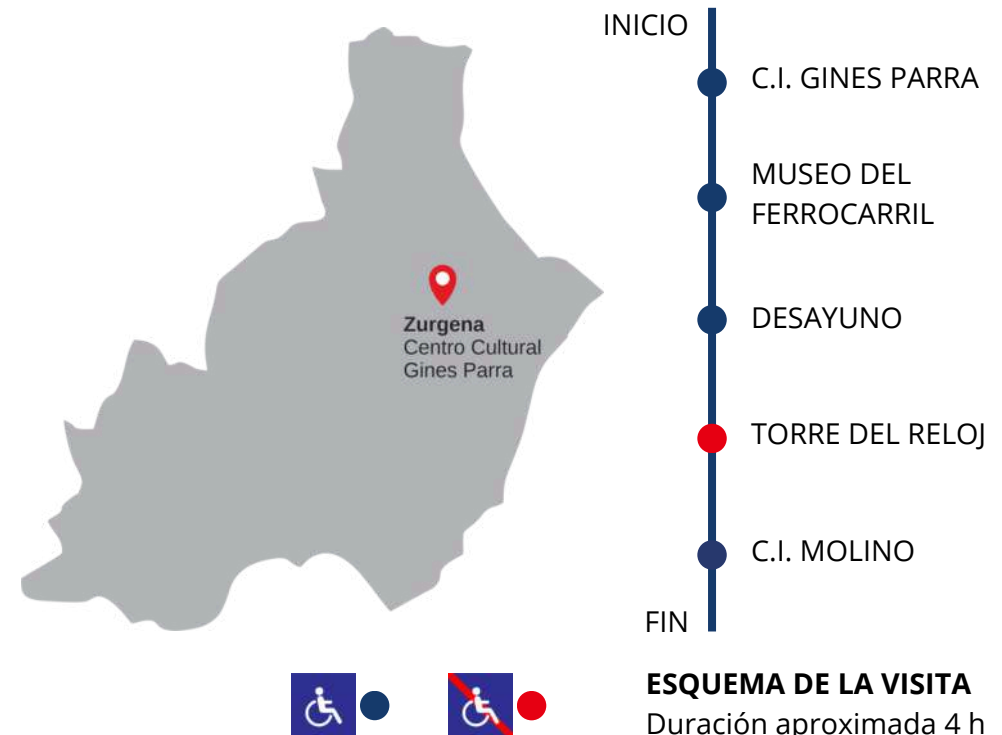 INICIO
C.I. GINES PARRA
MUSEO DEL
FERROCARRIL
DESAYUNO
TORRE DEL RELOJ
C.I. MOLINO
FIN
Zurgena
Centro Cultural
Gines Parra
ESQUEMA DE LA VISITA
Duración aproximada 4 h